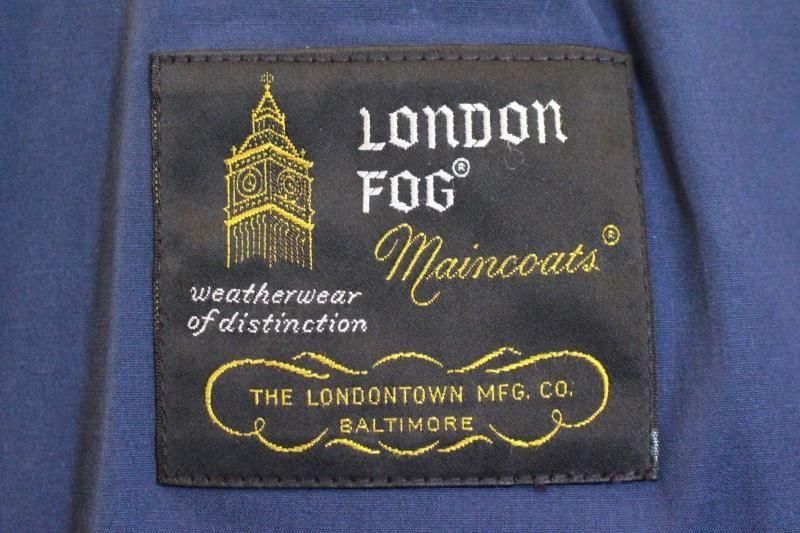 LONDON
FOG®
Maincoats®
weatherwear
of distinction
THE LONDONTOWN MFG. CO.
BALTIMORE